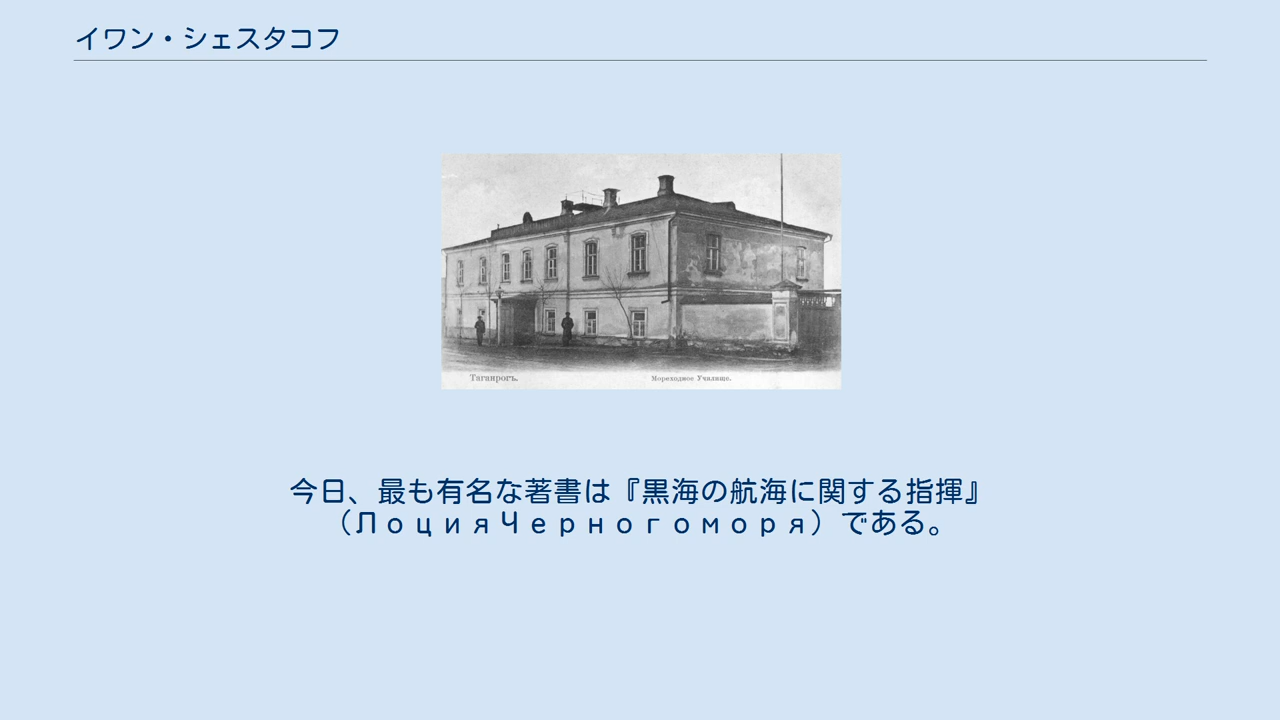 イワン・シェスタコフ
Таганрогъ.
Мореходное Училище.
今日、最も有名な著書は『黒海の航海に関する指揮』
（ЛоцияЧерногоморя）である。